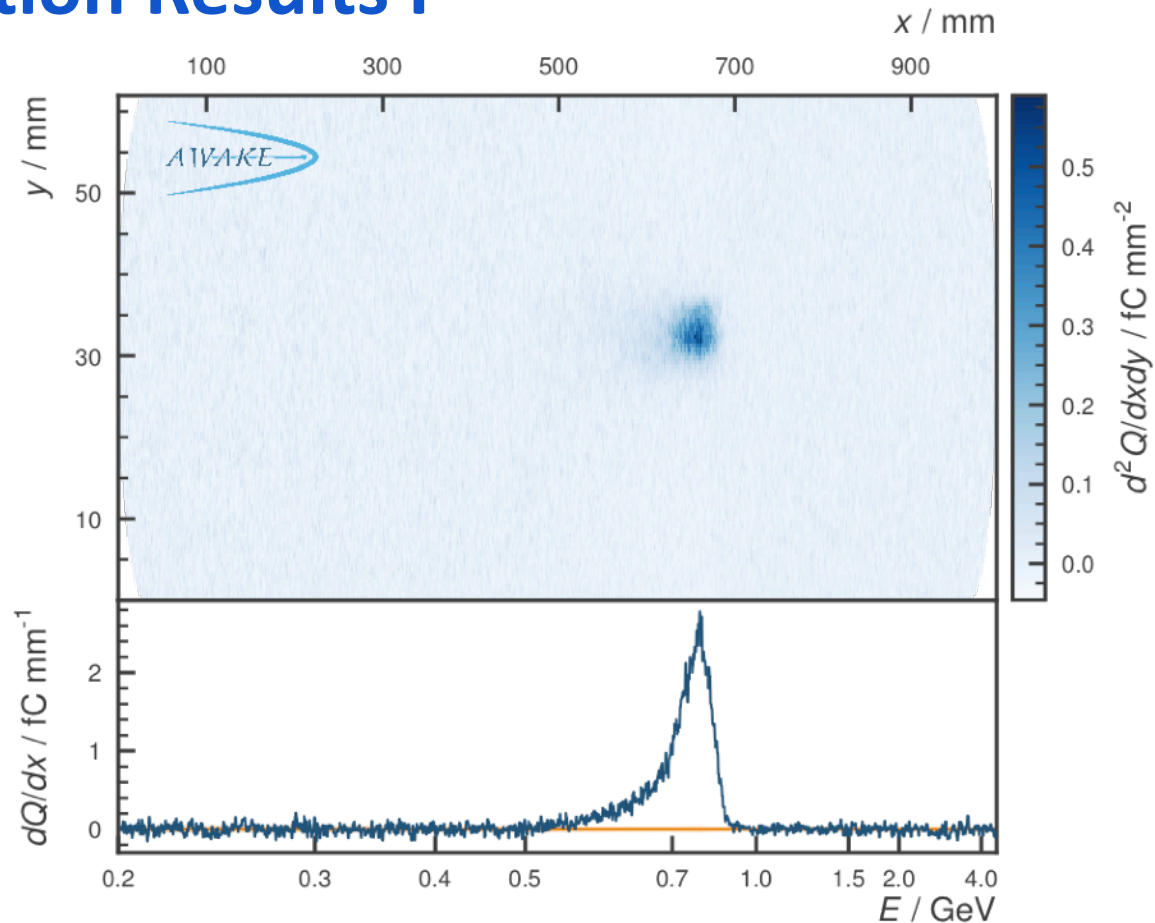 tion Results I
x / mm
100 300 500 700 900
y / mm
AWAKE
50
30
10
0.5
0.4
0.3
0.2
0.1
0.0
d²Q/dxdy / fC mm⁻²
dQ/dx / fC mm⁻¹
2
1
0
0.2 0.3 0.4 0.5 0.7 1.0 1.5 2.0 4.0
E / GeV